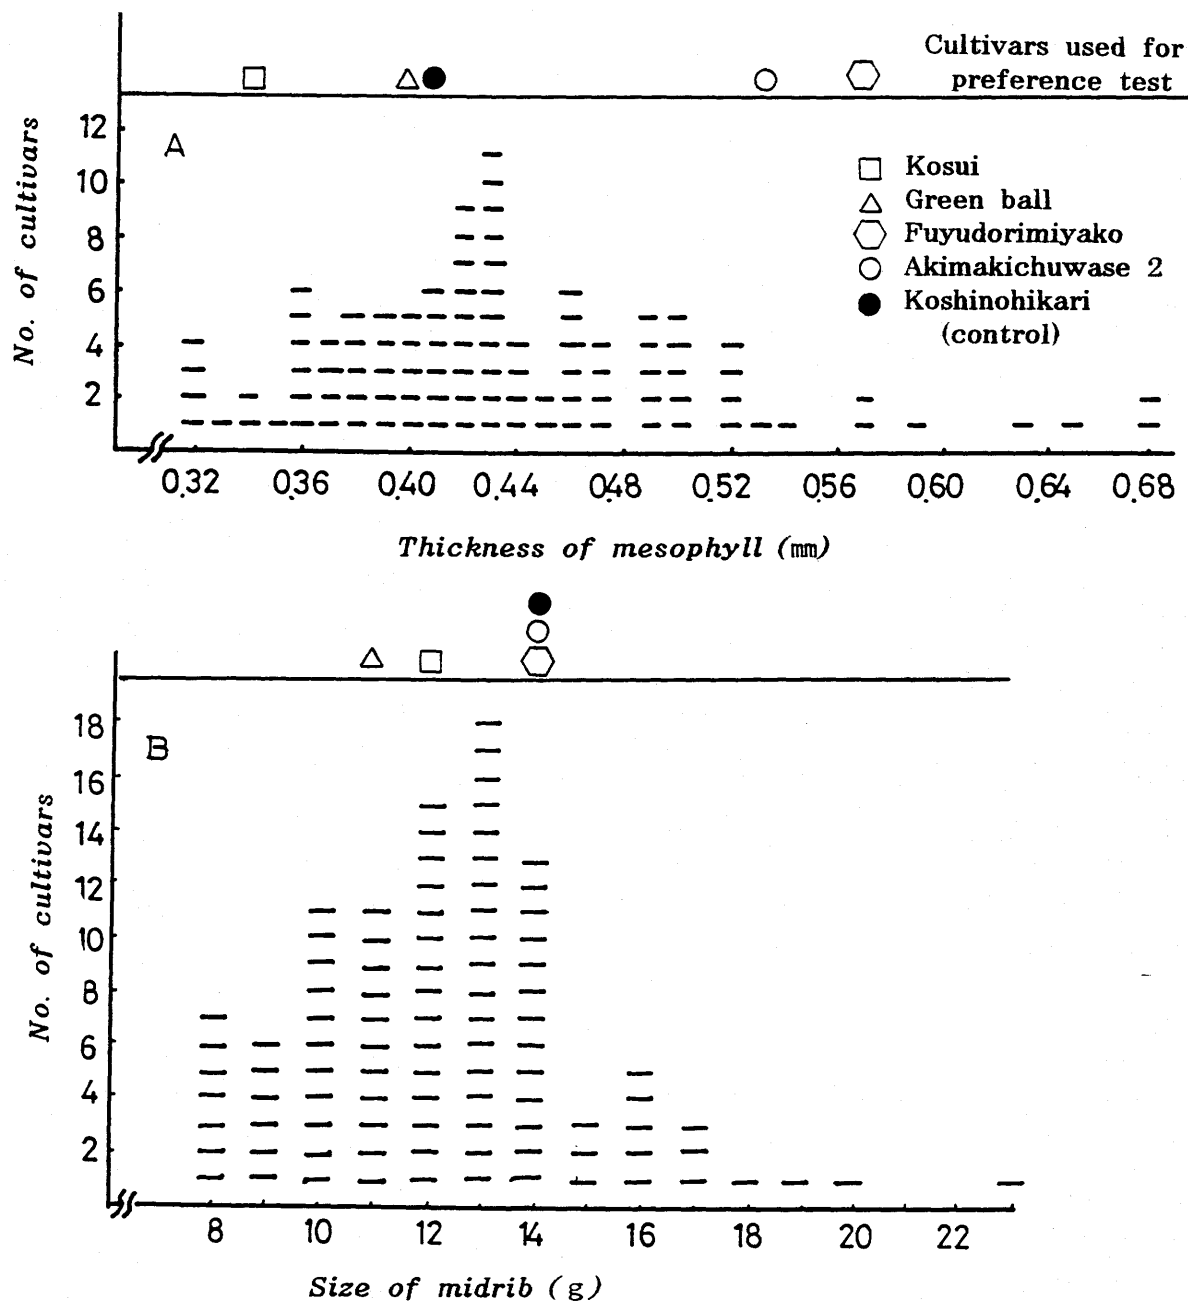 Cultivars used for
preference test
A
No. of cultivars
12
10
8
6
4
2
Kosui
Green ball
Fuyudorimiyako
Akimakichuwase 2
Koshinohikari
(control)
0.32 0.36 0.40 0.44 0.48 0.52 0.56 0.60 0.64 0.68
Thickness of mesophyll (mm)
B
No. of cultivars
18
16
14
12
10
8
6
4
2
8 10 12 14 16 18 20 22
Size of midrib (g)